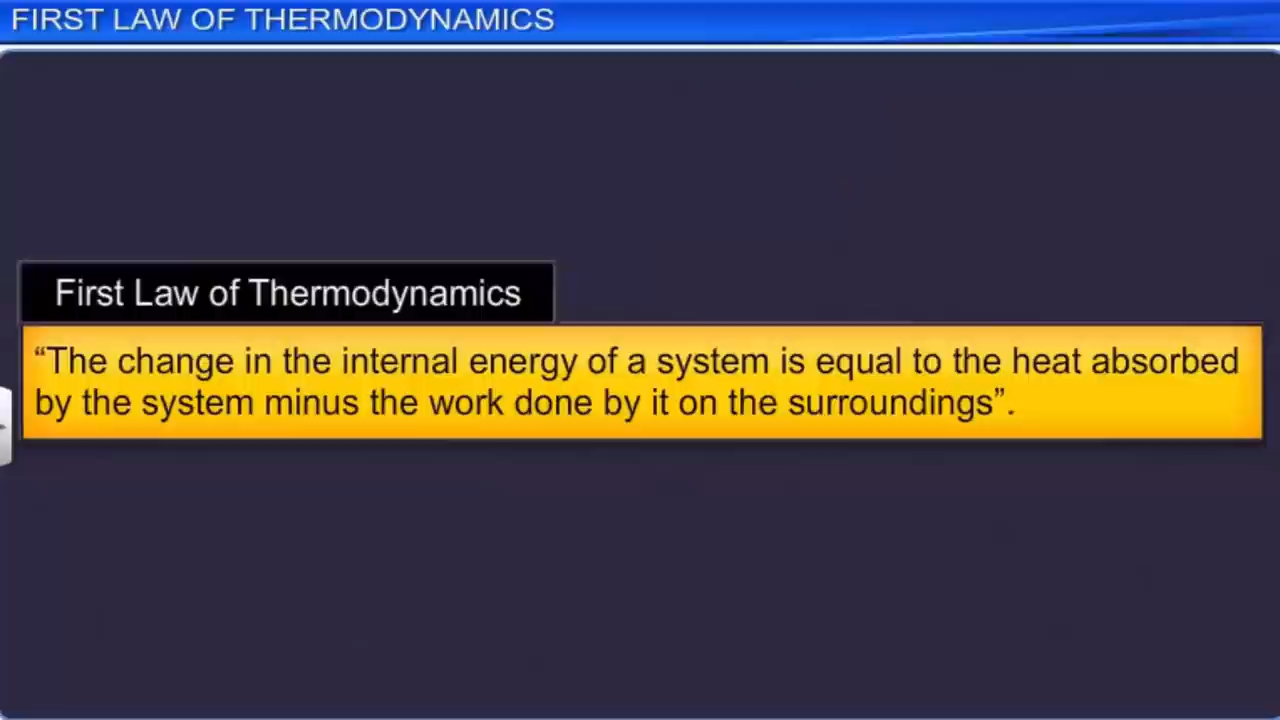 FIRST LAW OF THERMODYNAMICS
First Law of Thermodynamics
“The change in the internal energy of a system is equal to the heat absorbed
by the system minus the work done by it on the surroundings”.